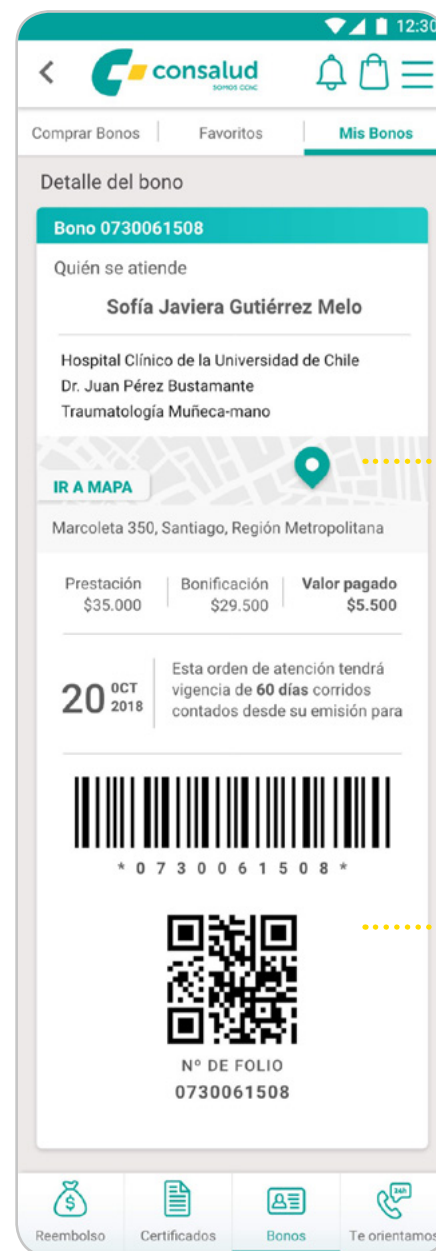 12:30
consalud
SOMOS CChC
Comprar Bonos
Favoritos
Mis Bonos
Detalle del bono
Bono 0730061508
Quién se atiende
Sofía Javiera Gutiérrez Melo
Hospital Clínico de la Universidad de Chile
Dr. Juan Pérez Bustamante
Traumatología Muñeca-mano
IR A MAPA
Marcoleta 350, Santiago, Región Metropolitana
Prestación Bonificación Valor pagado
$35.000 $29.500 $5.500
20 OCT 2018
Esta orden de atención tendrá
vigencia de 60 días corridos
contados desde su emisión para
* 0 7 3 0 0 6 1 5 0 8 *
Nº DE FOLIO
0730061508
24h
Reembolso
Certificados
Bonos
Te orientamos